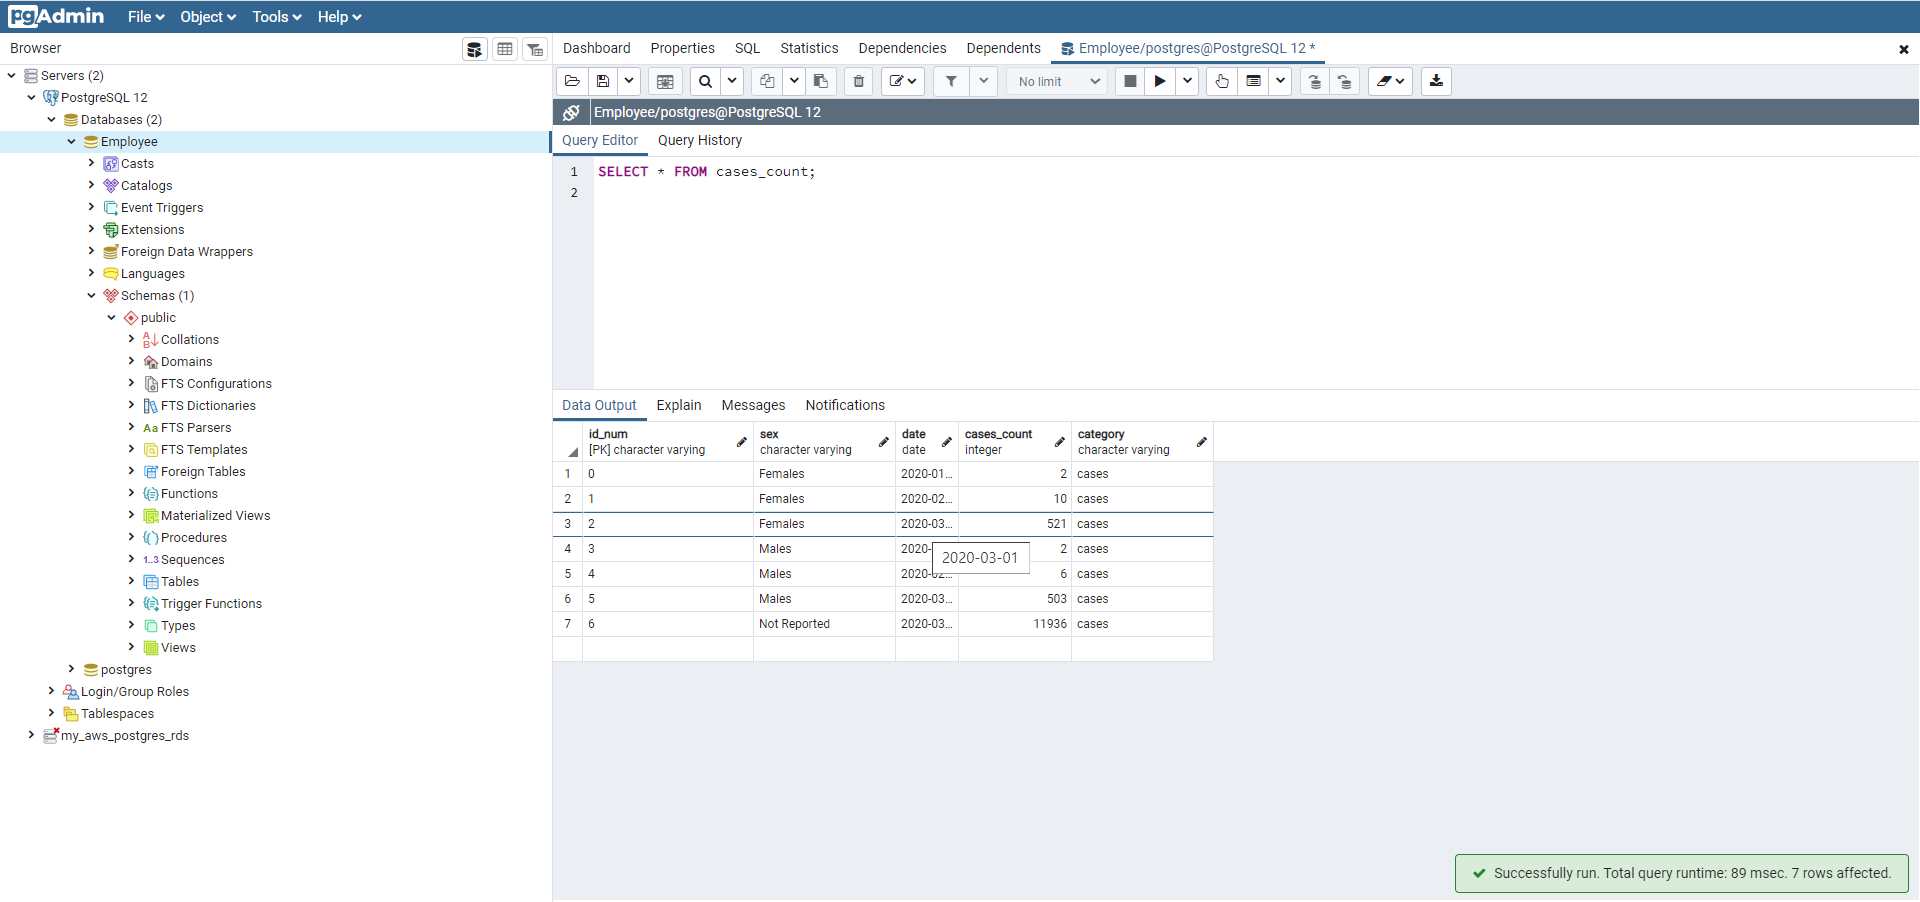 pgAdmin File Object Tools Help
Browser
Servers (2)
PostgreSQL 12
Databases (2)
Employee
Casts
Catalogs
Event Triggers
Extensions
Foreign Data Wrappers
Languages
Schemas (1)
public
Collations
Domains
FTS Configurations
FTS Dictionaries
FTS Parsers
FTS Templates
Foreign Tables
Functions
Materialized Views
Procedures
1..3 Sequences
Tables
Trigger Functions
Types
Views
postgres
Login/Group Roles
Tablespaces
my_aws_postgres_rds
Dashboard Properties SQL Statistics Dependencies Dependents Employee/postgres@PostgreSQL 12 *
No limit
Employee/postgres@PostgreSQL 12
Query Editor Query History
1 SELECT * FROM cases_count;
2
Data Output Explain Messages Notifications
id_num sex date cases_count category
[PK] character varying character varying date integer character varying
1 0 Females 2020-01... 2 cases
2 1 Females 2020-02... 10 cases
3 2 Females 2020-03... 521 cases
4 3 Males 2020- 2 cases
2020-03-01
5 4 Males 2020-02... 6 cases
6 5 Males 2020-03... 503 cases
7 6 Not Reported 2020-03... 11936 cases
Successfully run. Total query runtime: 89 msec. 7 rows affected.